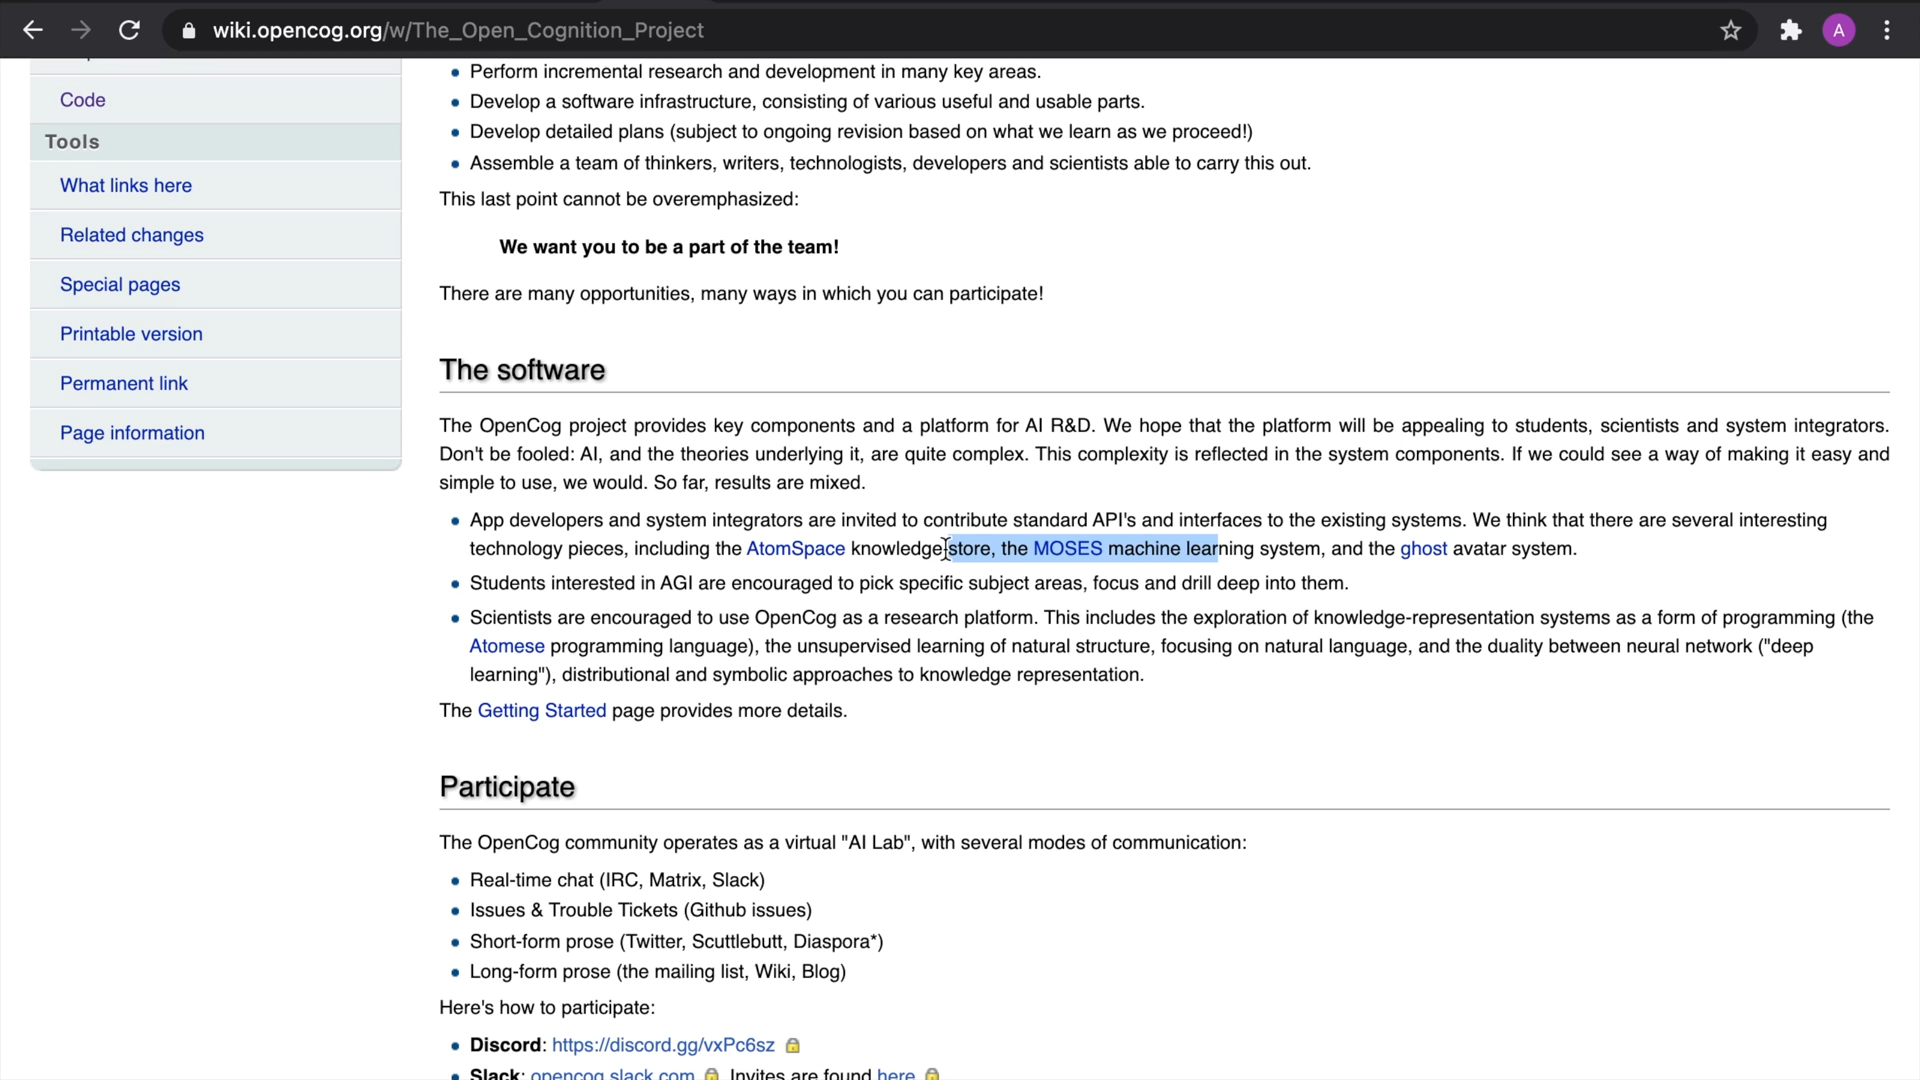 wiki.opencog.org/w/The_Open_Cognition_Project
A
Code
Tools
What links here
Related changes
Special pages
Printable version
Permanent link
Page information
Perform incremental research and development in many key areas.
Develop a software infrastructure, consisting of various useful and usable parts.
Develop detailed plans (subject to ongoing revision based on what we learn as we proceed!)
Assemble a team of thinkers, writers, technologists, developers and scientists able to carry this out.
This last point cannot be overemphasized:
We want you to be a part of the team!
There are many opportunities, many ways in which you can participate!
The software
The OpenCog project provides key components and a platform for AI R&D. We hope that the platform will be appealing to students, scientists and system integrators.
Don't be fooled: AI, and the theories underlying it, are quite complex. This complexity is reflected in the system components. If we could see a way of making it easy and
simple to use, we would. So far, results are mixed.
App developers and system integrators are invited to contribute standard API's and interfaces to the existing systems. We think that there are several interesting
technology pieces, including the AtomSpace knowledge-store, the MOSES machine learning system, and the ghost avatar system.
Students interested in AGI are encouraged to pick specific subject areas, focus and drill deep into them.
Scientists are encouraged to use OpenCog as a research platform. This includes the exploration of knowledge-representation systems as a form of programming (the
Atomese programming language), the unsupervised learning of natural structure, focusing on natural language, and the duality between neural network ("deep
learning"), distributional and symbolic approaches to knowledge representation.
The Getting Started page provides more details.
Participate
The OpenCog community operates as a virtual "AI Lab", with several modes of communication:
Real-time chat (IRC, Matrix, Slack)
Issues & Trouble Tickets (Github issues)
Short-form prose (Twitter, Scuttlebutt, Diaspora*)
Long-form prose (the mailing list, Wiki, Blog)
Here's how to participate:
Discord: https://discord.gg/vxPc6sz
Slack: opencog.slack.com Invites are found here